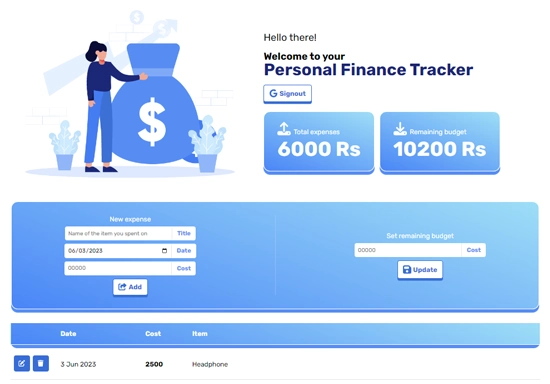 Hello there!
Welcome to your
Personal Finance Tracker
Signout
Total expenses
6000 Rs
Remaining budget
10200 Rs
$
New expense
Name of the item you spent on Title
06/03/2023 Date
00000 Cost
Add
Set remaining budget
00000 Cost
Update
Date Cost Item
3 Jun 2023 2500 Headphone